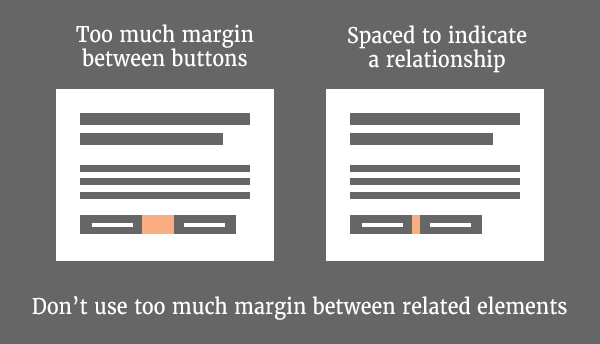 Too much margin
between buttons
Spaced to indicate
a relationship
Don't use too much margin between related elements